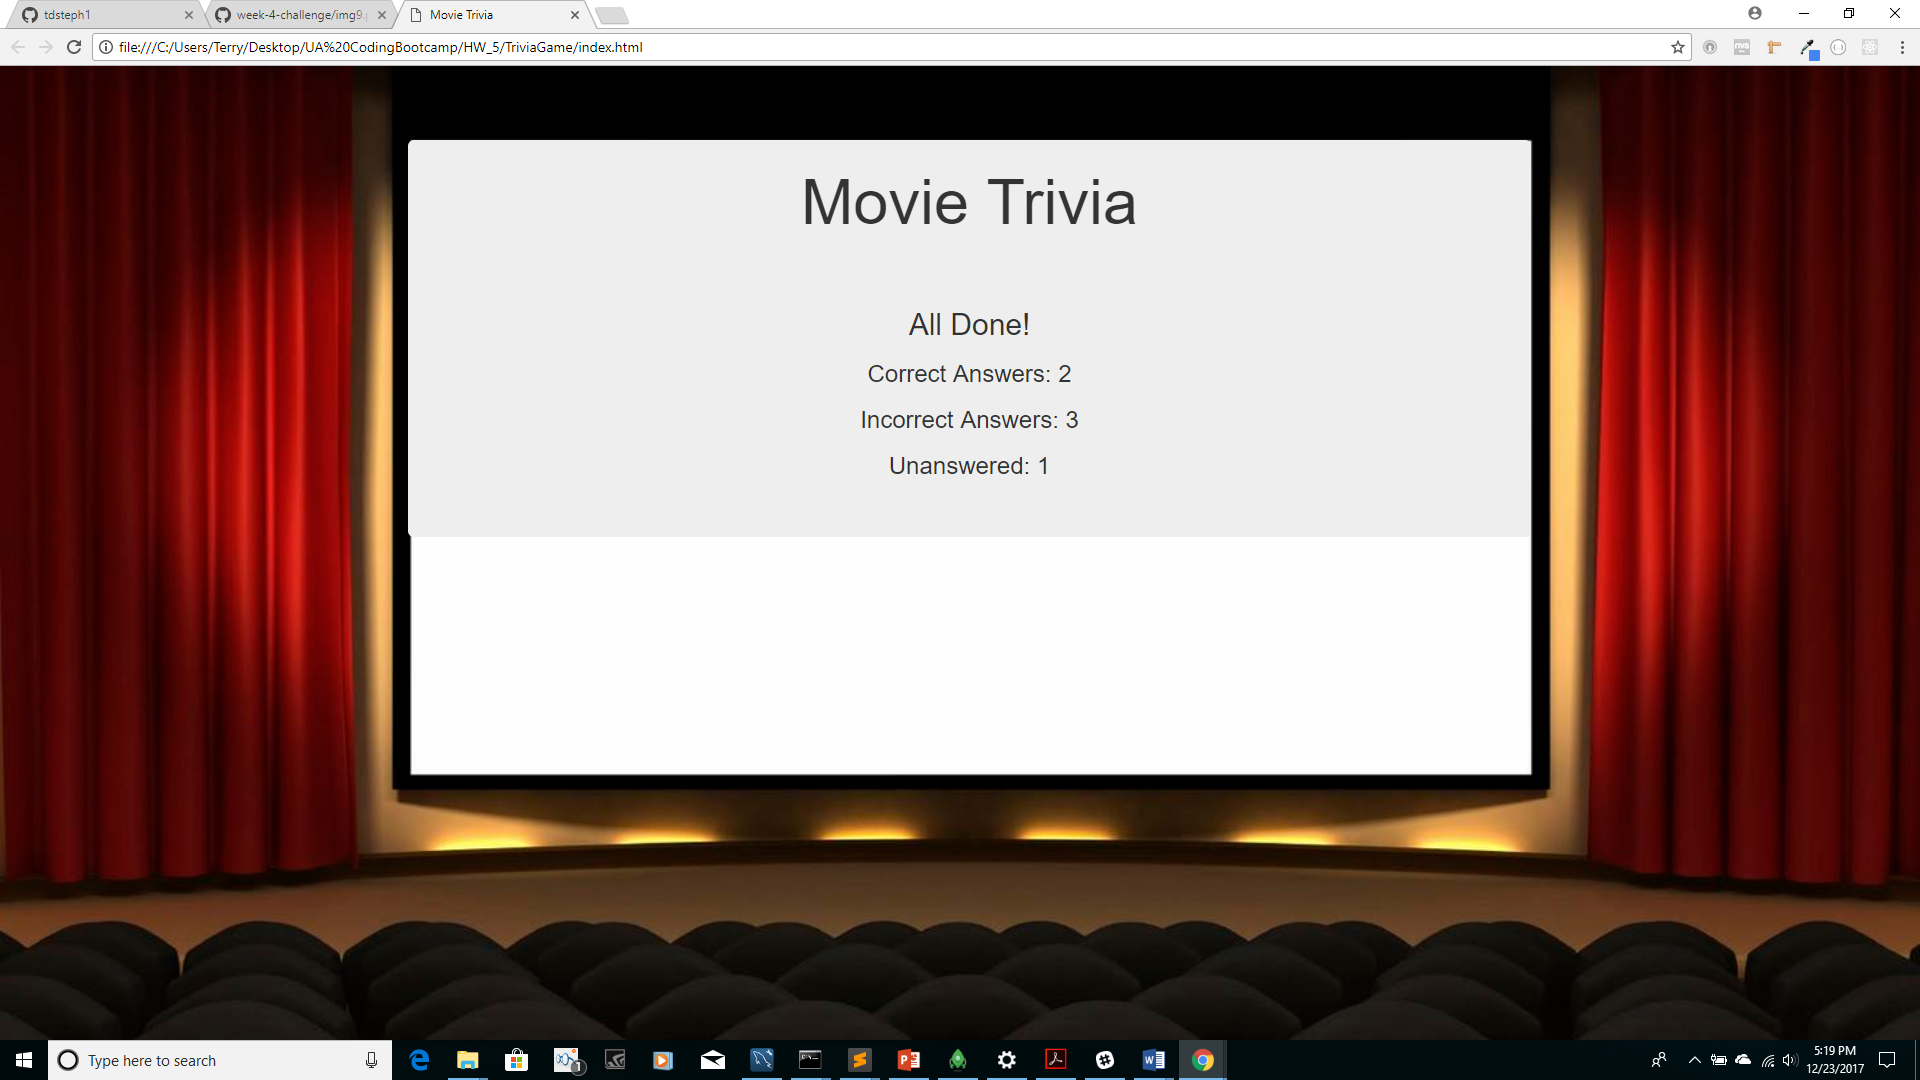 tdsteph1
week-4-challenge/img9.
Movie Trivia
file:///C:/Users/Terry/Desktop/UA%20CodingBootcamp/HW_5/TriviaGame/index.html
Movie Trivia
All Done!
Correct Answers: 2
Incorrect Answers: 3
Unanswered: 1
Type here to search
1
5:19 PM
12/23/2017